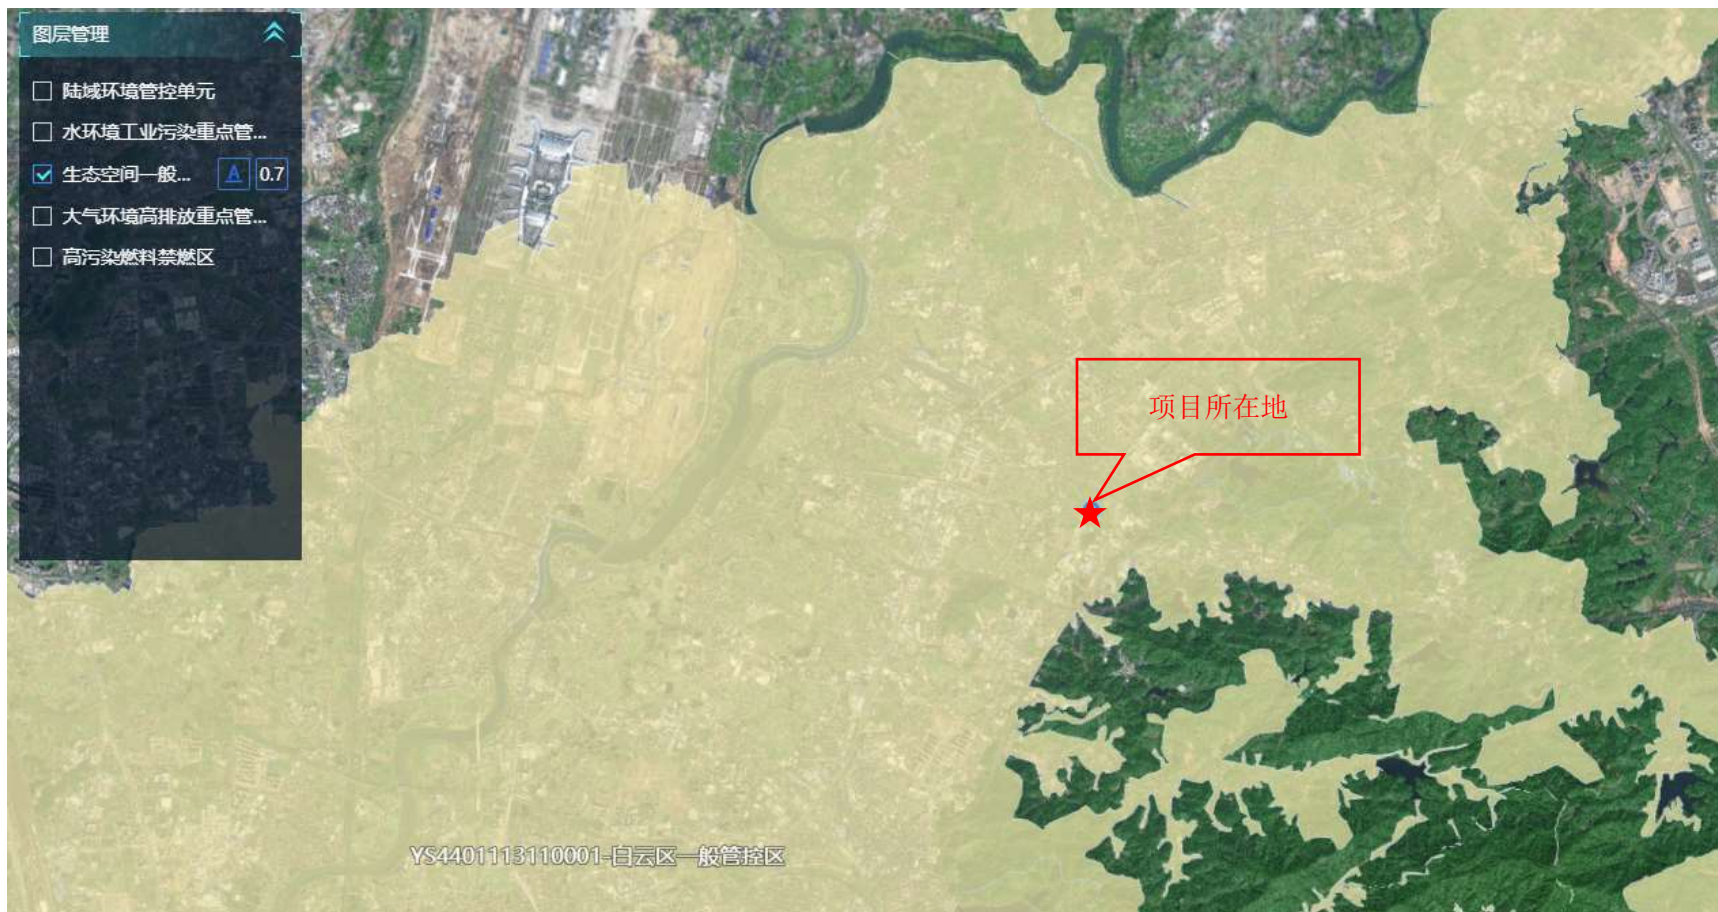 图层管理
陆域环境管控单元
水环境工业污染重点管...
生态空间一般... A 0.7
大气环境高排放重点管...
高污染燃料禁燃区
项目所在地
YS4401113110001-白云区一般管控区